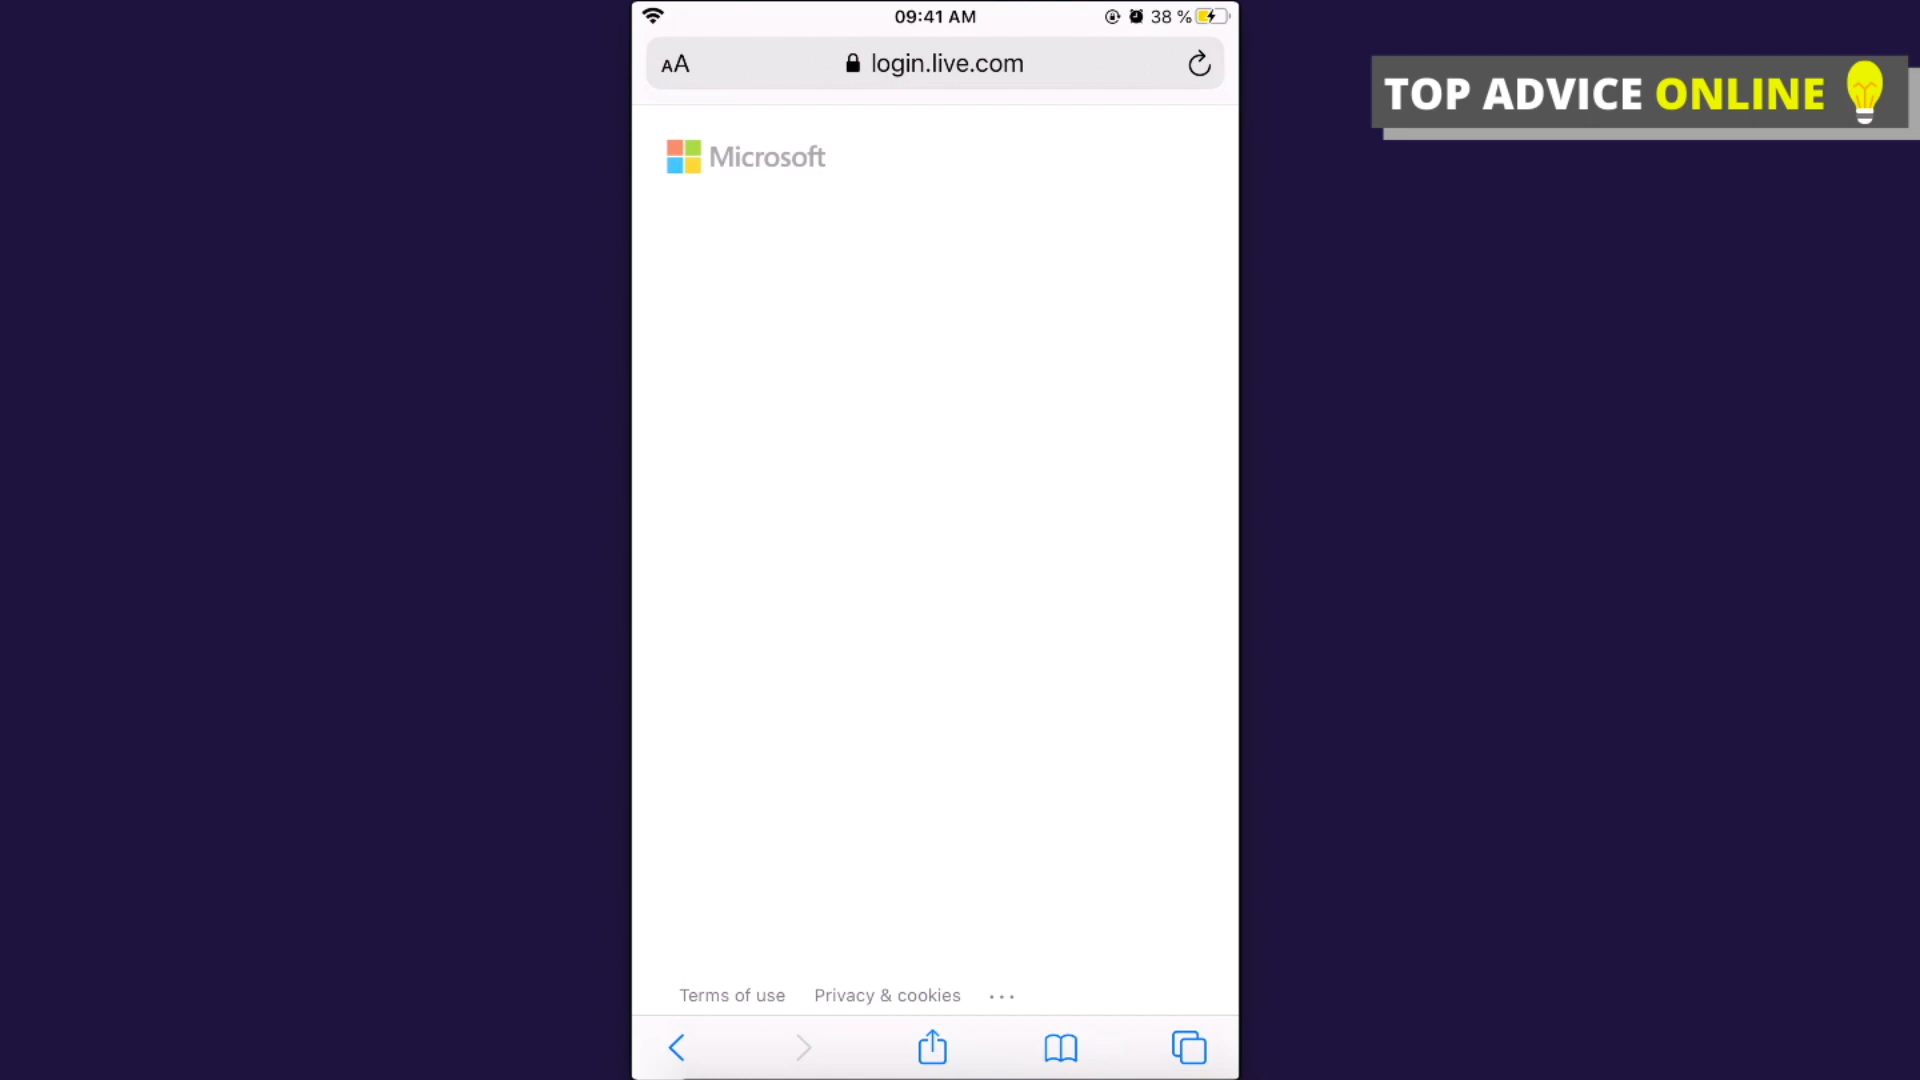 09:41 AM
38 %
AA
login.live.com
TOP ADVICE ONLINE
Microsoft
Terms of use
Privacy & cookies
...